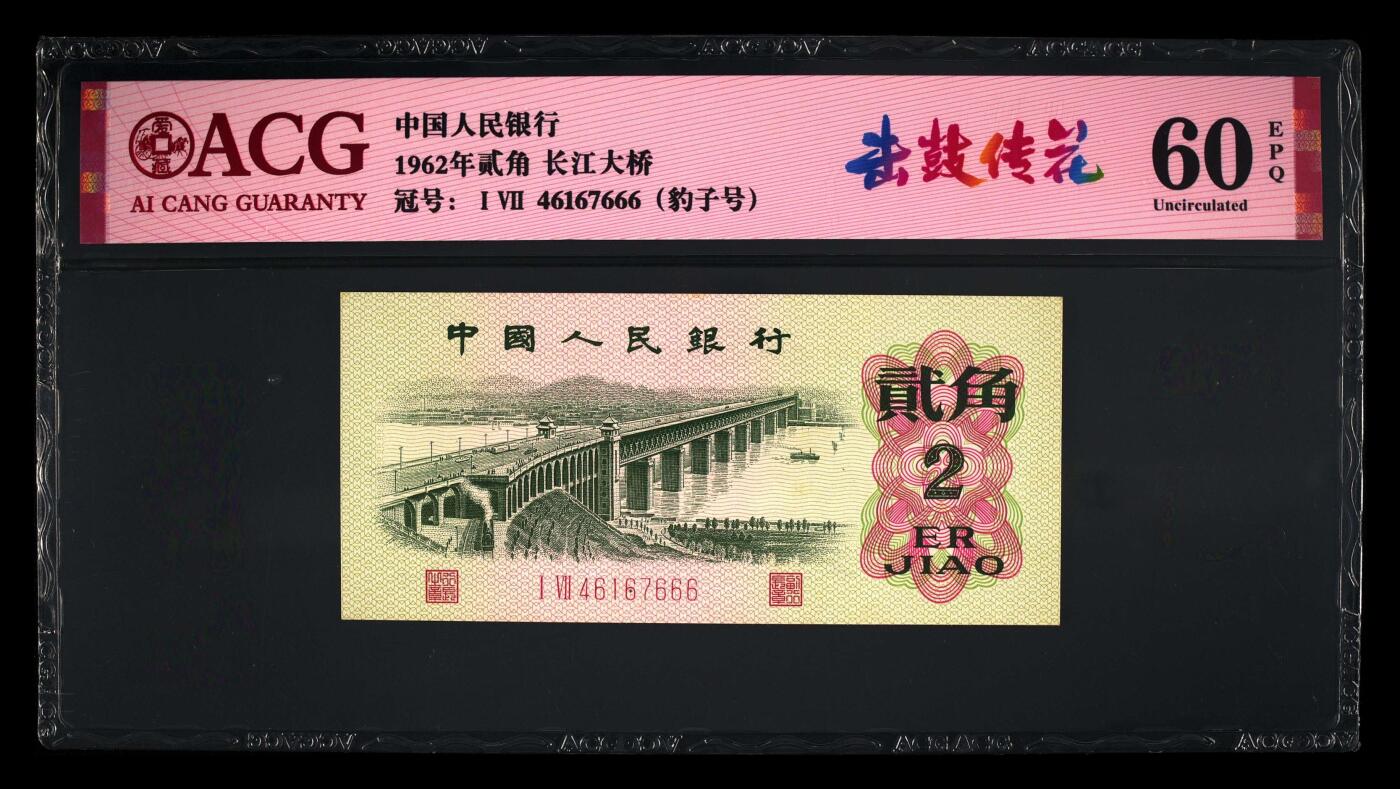 ACG
AI CANG GUARANTY
中国人民银行
1962年贰角 长江大桥
冠号： I VII 46167666（豹子号）
击鼓传花
60
EPQ
Uncirculated
中國人民銀行
貳角
2
ER
JIAO
I VII 46167666